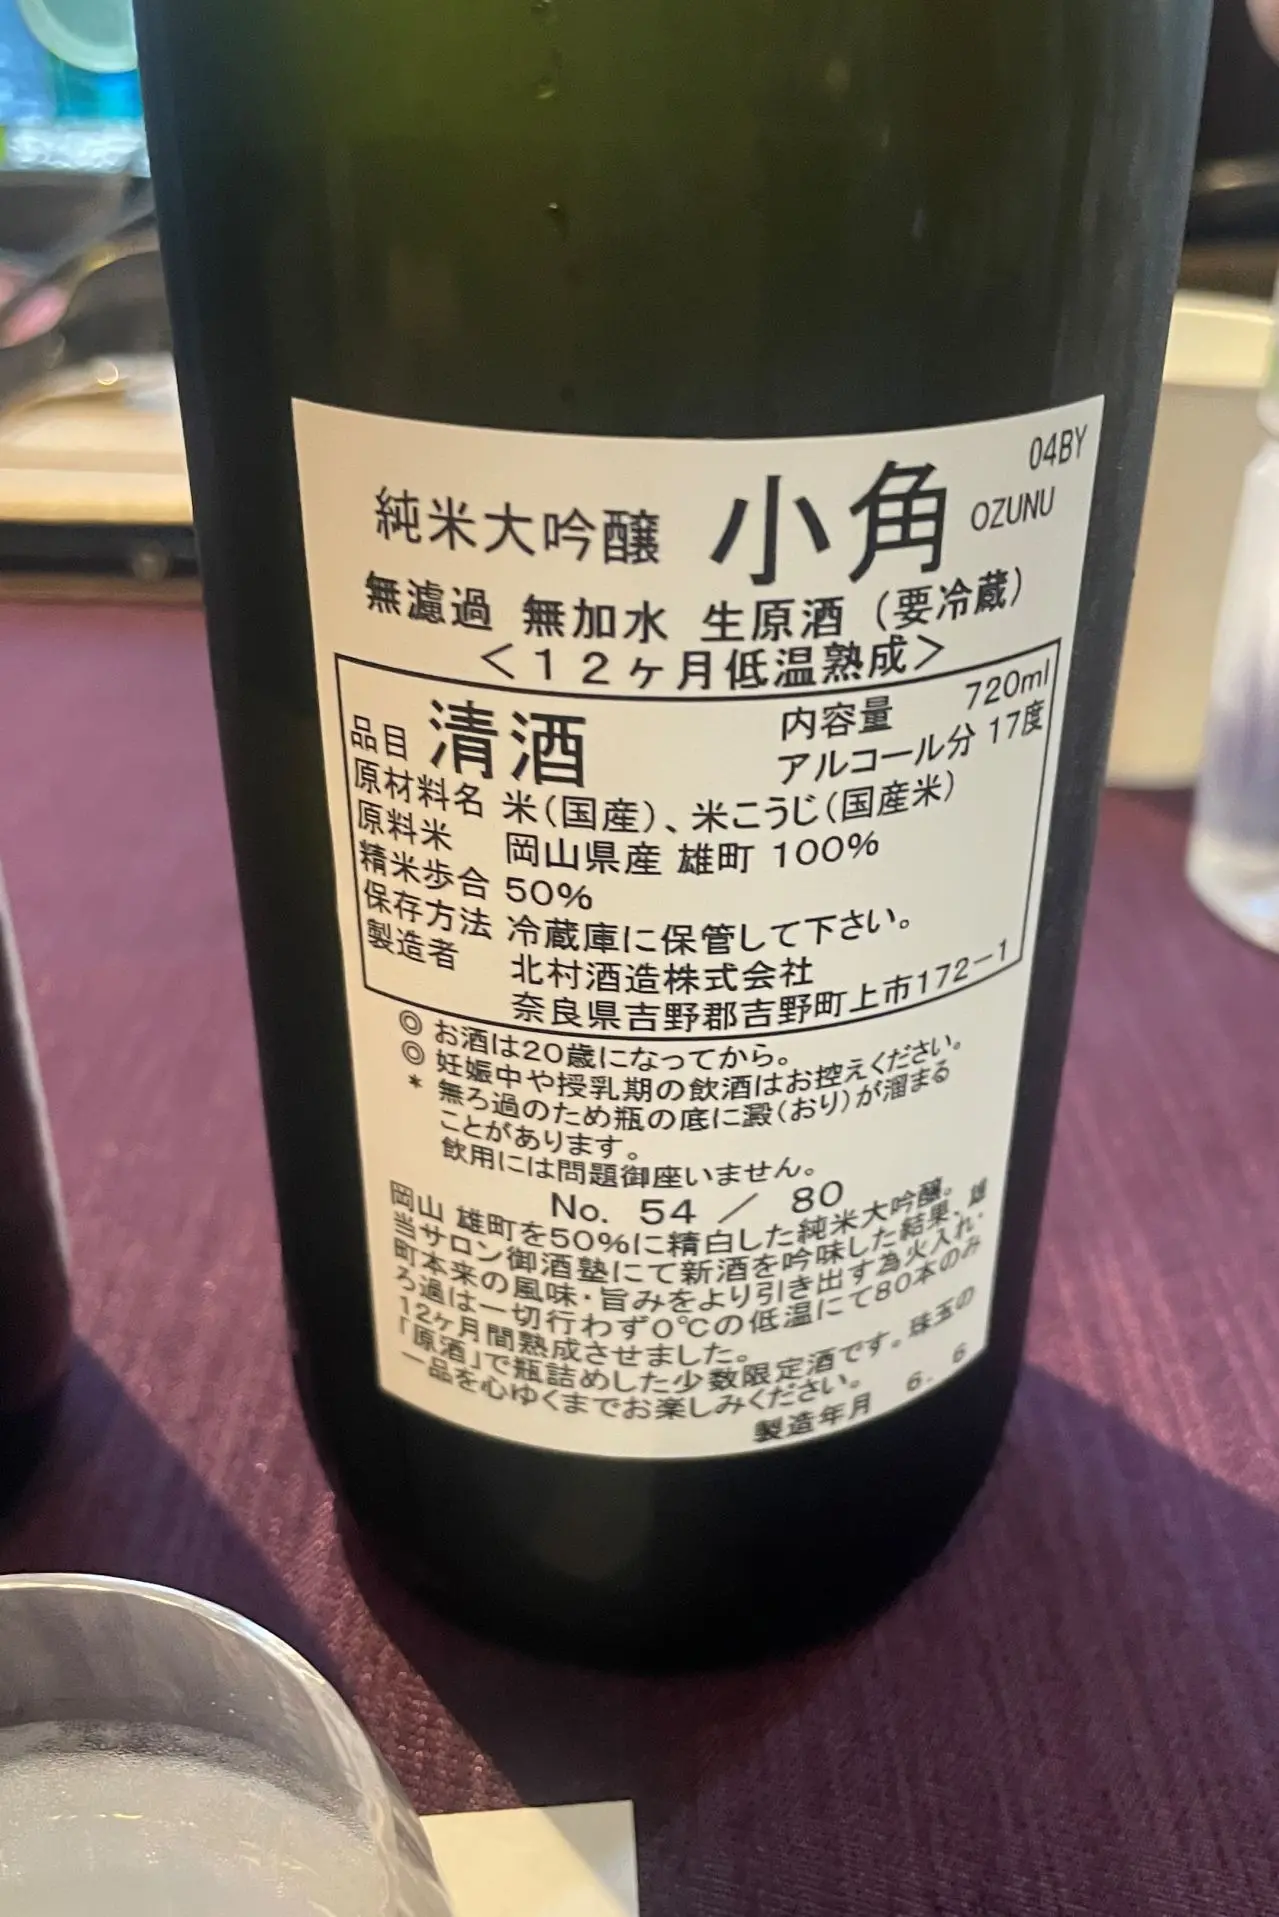 04BY
純米大吟醸 小角 OZUNU
無濾過 無加水 生原酒 (要冷蔵)
<12ヶ月低温熟成>
品目 清酒 内容量 720ml
アルコール分 17度
原材料名 米(国産)、米こうじ(国産米)
原料米 岡山県産 雄町 100%
精米歩合 50%
保存方法 冷蔵庫に保管して下さい。
製造者 北村酒造株式会社
奈良県吉野郡吉野町上市172-1
◎ お酒は20歳になってから。
◎ 妊娠中や授乳期の飲酒はお控えください。
* 無ろ過のため瓶の底に澱(おり)が溜まる
ことがあります。
飲用には問題御座いません。
No. 54 / 80
岡山 雄町を50%に精白した純米大吟醸。
当サロン御酒塾にて新酒を吟味した結果、雄
町本来の風味・旨みをより引き出す為火入れ・
ろ過は一切行わず0℃の低温にて80本のみ
12ヶ月間熟成させました。
「原酒」で瓶詰めした少数限定酒です。珠玉の
一品を心ゆくまでお楽しみください。
製造年月 6. 6